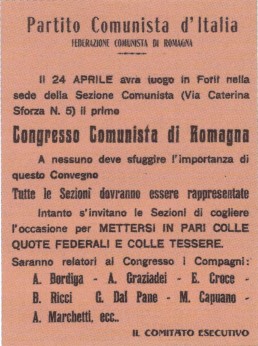 Partito Comunista d'Italia
FEDERAZIONE COMUNISTA DI ROMAGNA
Il 24 APRILE avra luogo in Forlì nella
sede della Sezione Comunista (Via Caterina
Sforza N. 5) il primo
Congresso Comunista di Romagna
A nessuno deve sfuggire l'importanza di
questo Convegno
Tutte le Sezioni dovranno essere rappresentate
Intanto s'invitano le Sezioni di cogliere
l'occasione per METTERSI IN PARI COLLE
QUOTE FEDERALI E COLLE TESSERE.
Saranno relatori al Congresso i Compagni:
A. Bordiga - A. Graziadei - E. Croce -
B. Ricci G. Dal Pane - M. Capuano -
A. Marchetti, ecc..
IL COMITATO ESECUTIVO